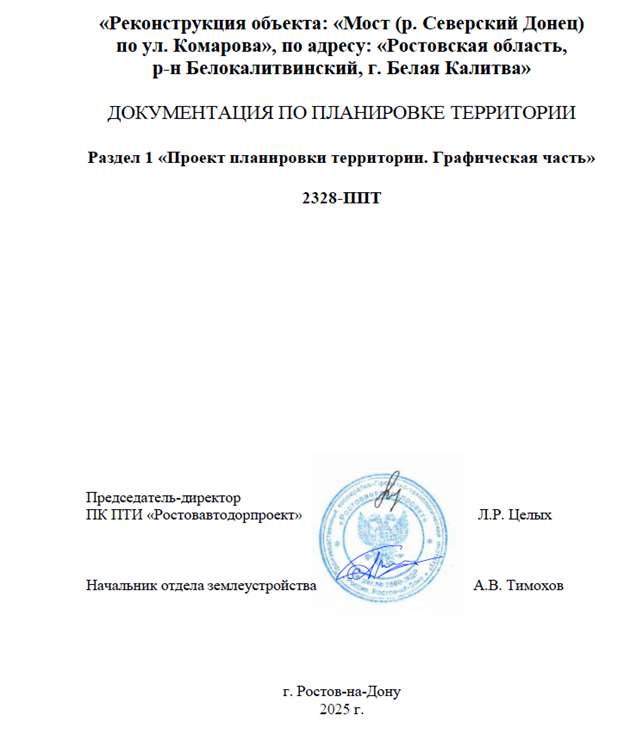 «Реконструкция объекта: «Мост (р. Северский Донец)
по ул. Комарова», по адресу: «Ростовская область,
р-н Белокалитвинский, г. Белая Калитва»
ДОКУМЕНТАЦИЯ ПО ПЛАНИРОВКЕ ТЕРРИТОРИИ
Раздел 1 «Проект планировки территории. Графическая часть»
2328-ППТ
Председатель-директор
ПК ПТИ «Ростовавтодорпроект» Л.Р. Целых
Начальник отдела землеустройства А.В. Тимохов
г. Ростов-на-Дону
2025 г.